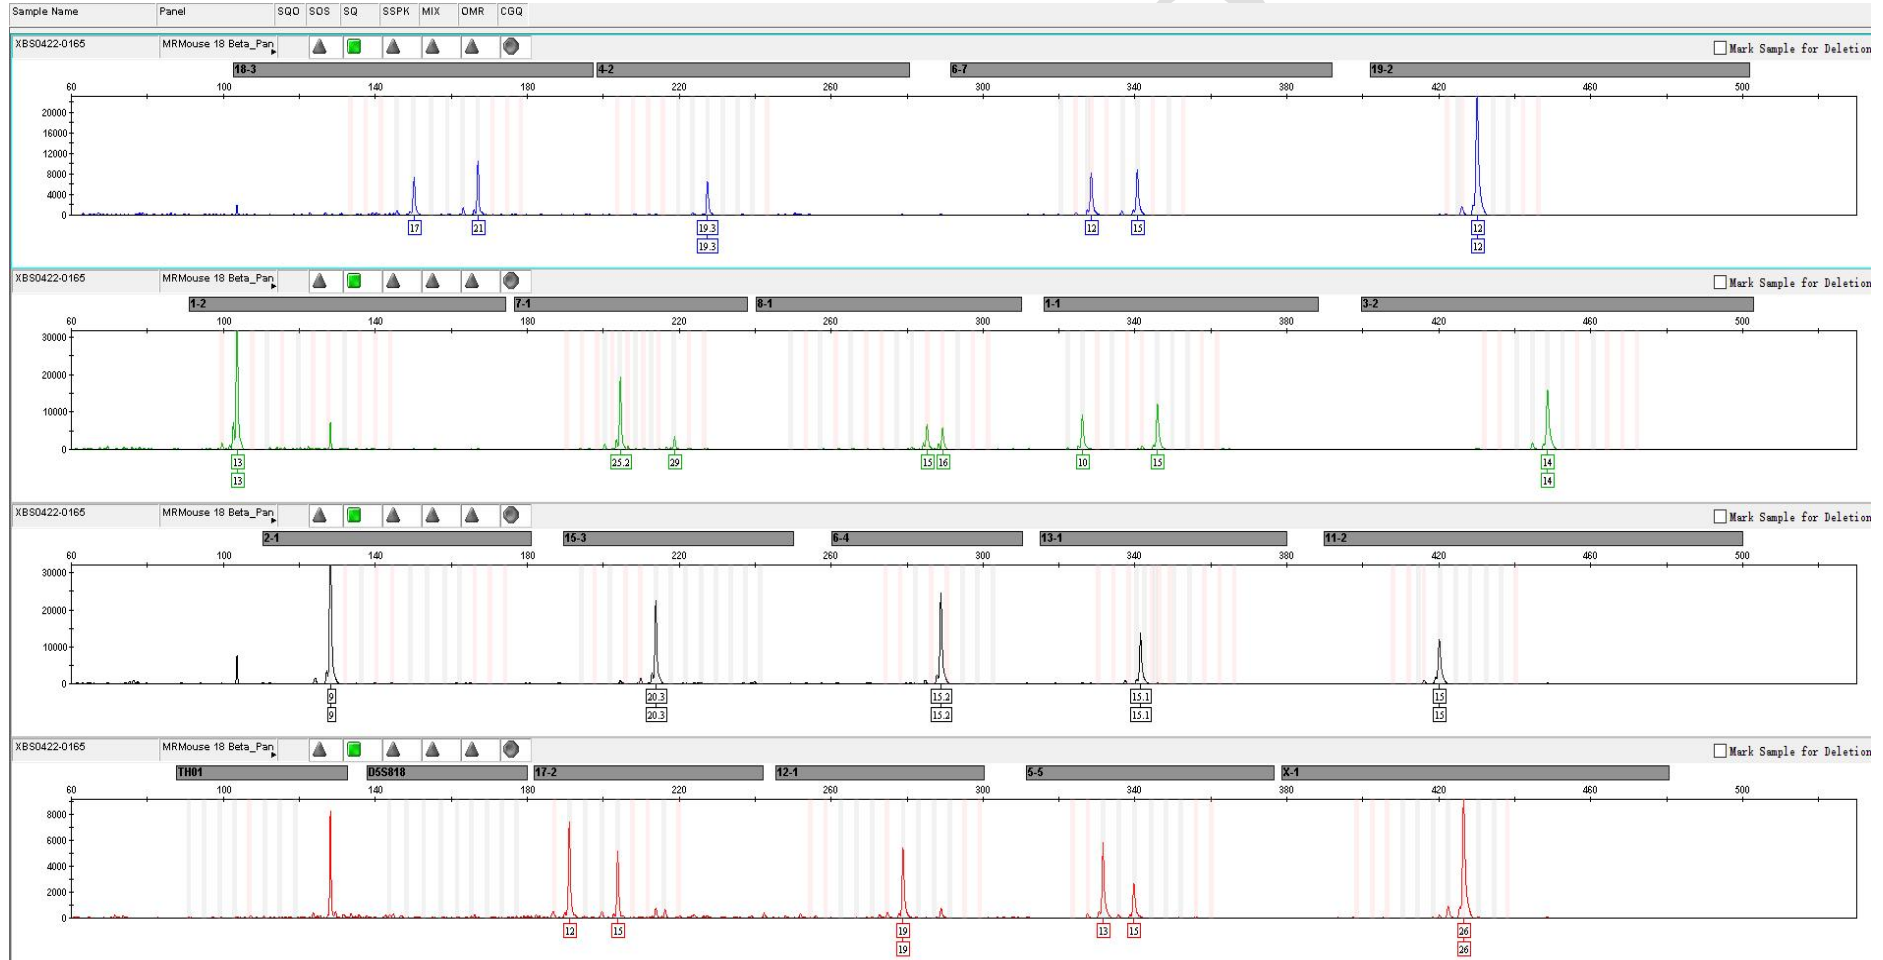 Sample Name Panel SQO SOS SQ SSPK MIX OMR CGQ
XBS0422-0165 MRMouse 18 Beta_Pan Mark Sample for Deletion
18-3 4-2 6-7 19-2
60 100 140 180 220 260 300 340 380 420 460 500
20000
16000
12000
8000
4000
0
17 21 19.3 12 15 12
19.3 12
XBS0422-0165 MRMouse 18 Beta_Pan Mark Sample for Deletion
1-2 7-1 8-1 1-1 3-2
60 100 140 180 220 260 300 340 380 420 460 500
30000
20000
10000
0
13 25.2 29 15 16 10 15 14
13 14
XBS0422-0165 MRMouse 18 Beta_Pan Mark Sample for Deletion
2-1 15-3 6-4 13-1 11-2
60 100 140 180 220 260 300 340 380 420 460 500
30000
20000
10000
0
9 20.3 15.2 15.1 15
9 20.3 15.2 15.1 15
XBS0422-0165 MRMouse 18 Beta_Pan Mark Sample for Deletion
TH01 D5S818 17-2 12-1 5-5 X-1
60 100 140 180 220 260 300 340 380 420 460 500
8000
6000
4000
2000
0
12 15 19 13 15 26
19 26